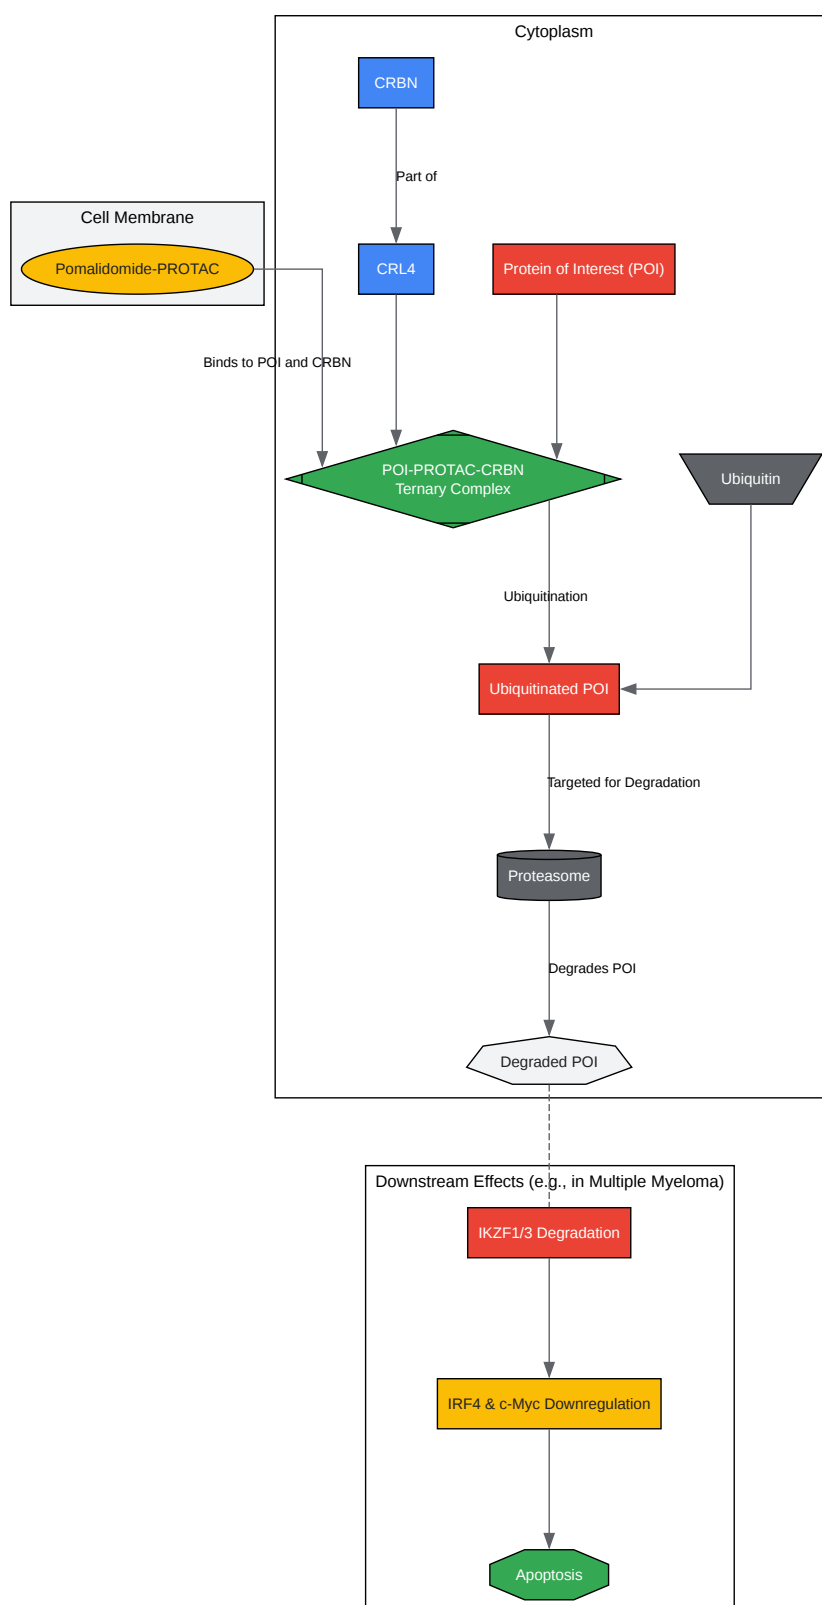 Cytoplasm
CRBN
Part of
Cell Membrane
Pomalidomide-PROTAC
CRL4
Protein of Interest (POI)
Binds to POI and CRBN
POI-PROTAC-CRBN
Ternary Complex
Ubiquitin
Ubiquitination
Ubiquitinated POI
Targeted for Degradation
Proteasome
Degrades POI
Degraded POI
Downstream Effects (e.g., in Multiple Myeloma)
IKZF1/3 Degradation
IRF4 & c-Myc Downregulation
Apoptosis